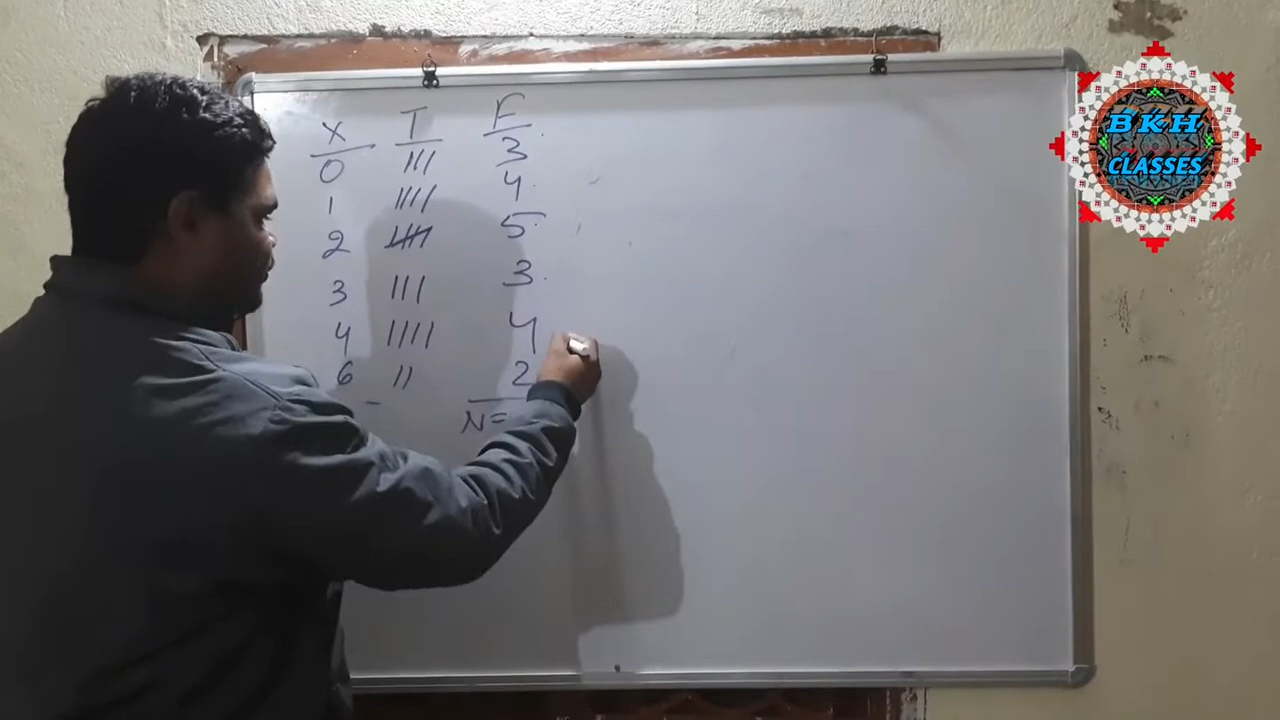 X T F
0 |||  3
1 |||| 4
2 𝍸 5
3 ||| 3
4 |||| 4
6 || 2
N=
BKH
CLASSES